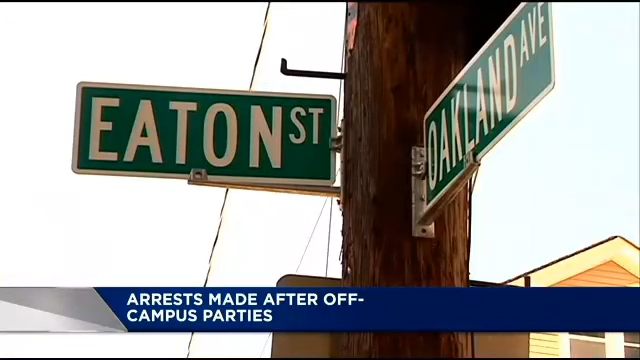 EATON ST
OAKLAND AVE
ARRESTS MADE AFTER OFF-
CAMPUS PARTIES